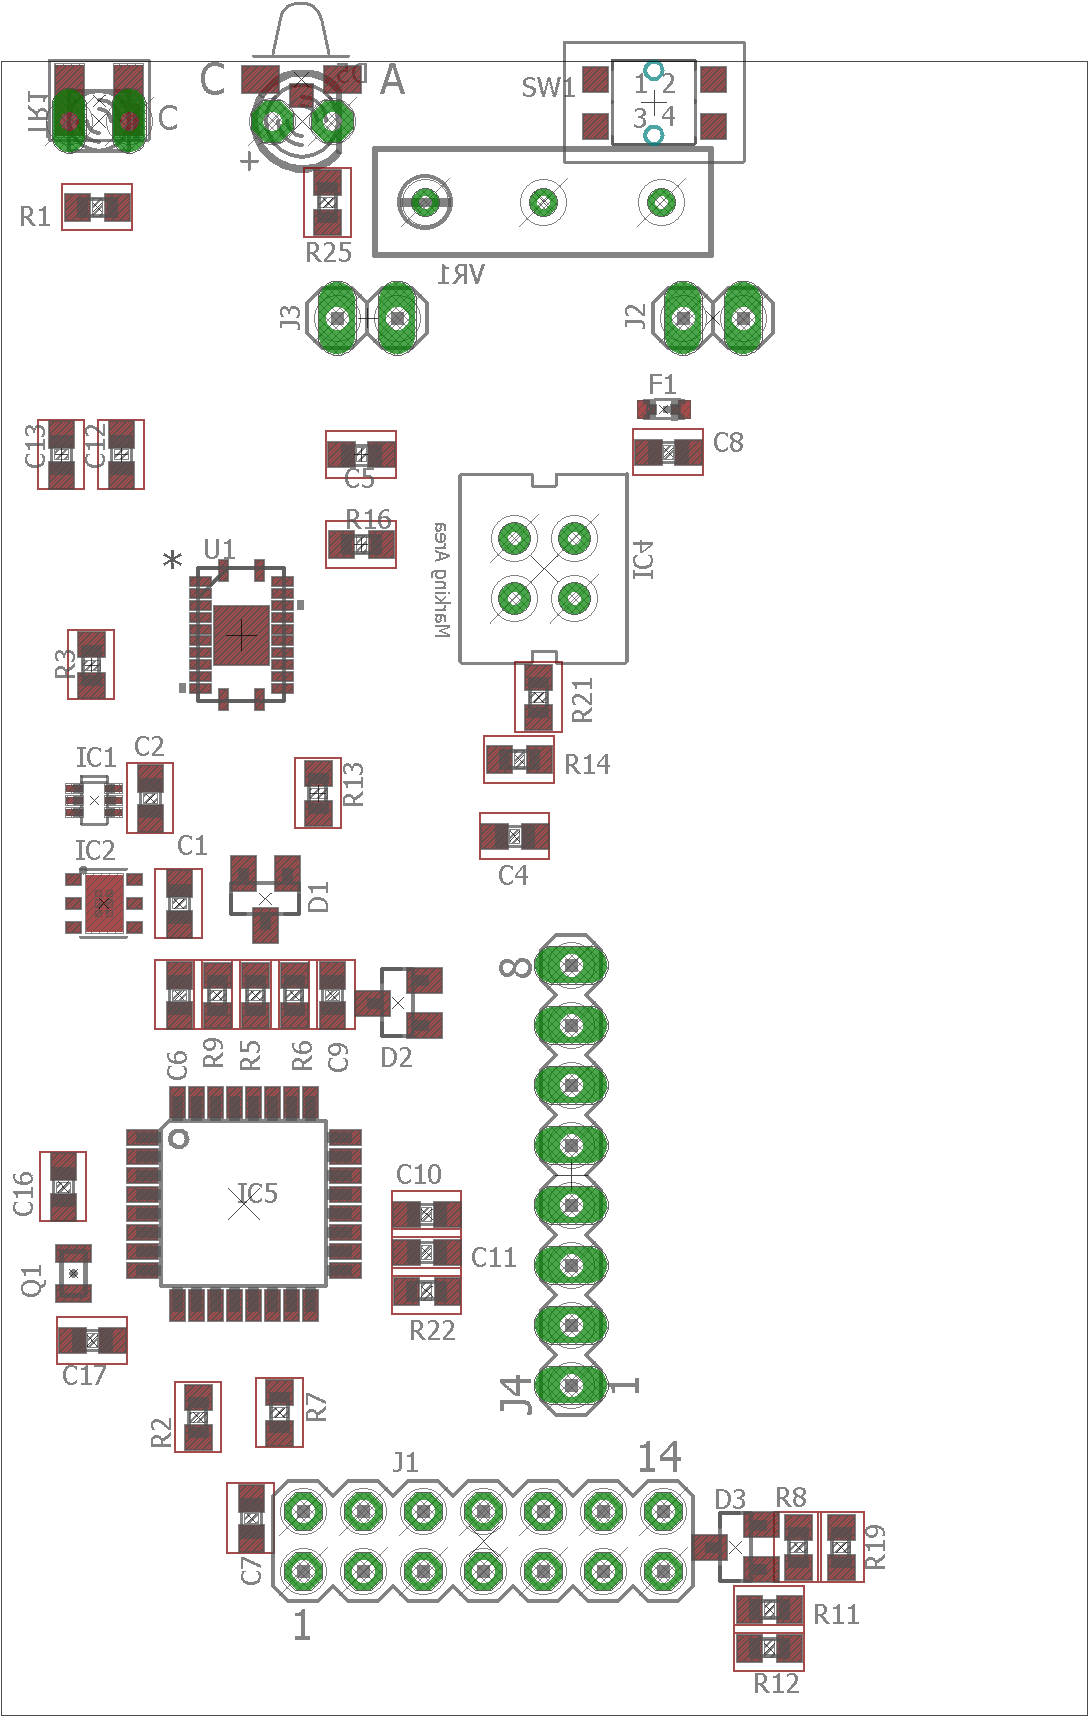 C
D5
A
SW1
1 2
3 4
TR1
C
+
R1
R25
VR1
J3
J2
F1
C8
C13
C12
C5
R16
*
U1
Marking Area
IC4
R3
R21
IC1
C2
R13
R14
IC2
C1
C4
D1
8
C6
R9
R5
R6
C9
D2
C16
IC5
C10
C11
Q1
R22
C17
J4
1
R2
R7
J1
14
C7
D3
R8
R19
1
R11
R12